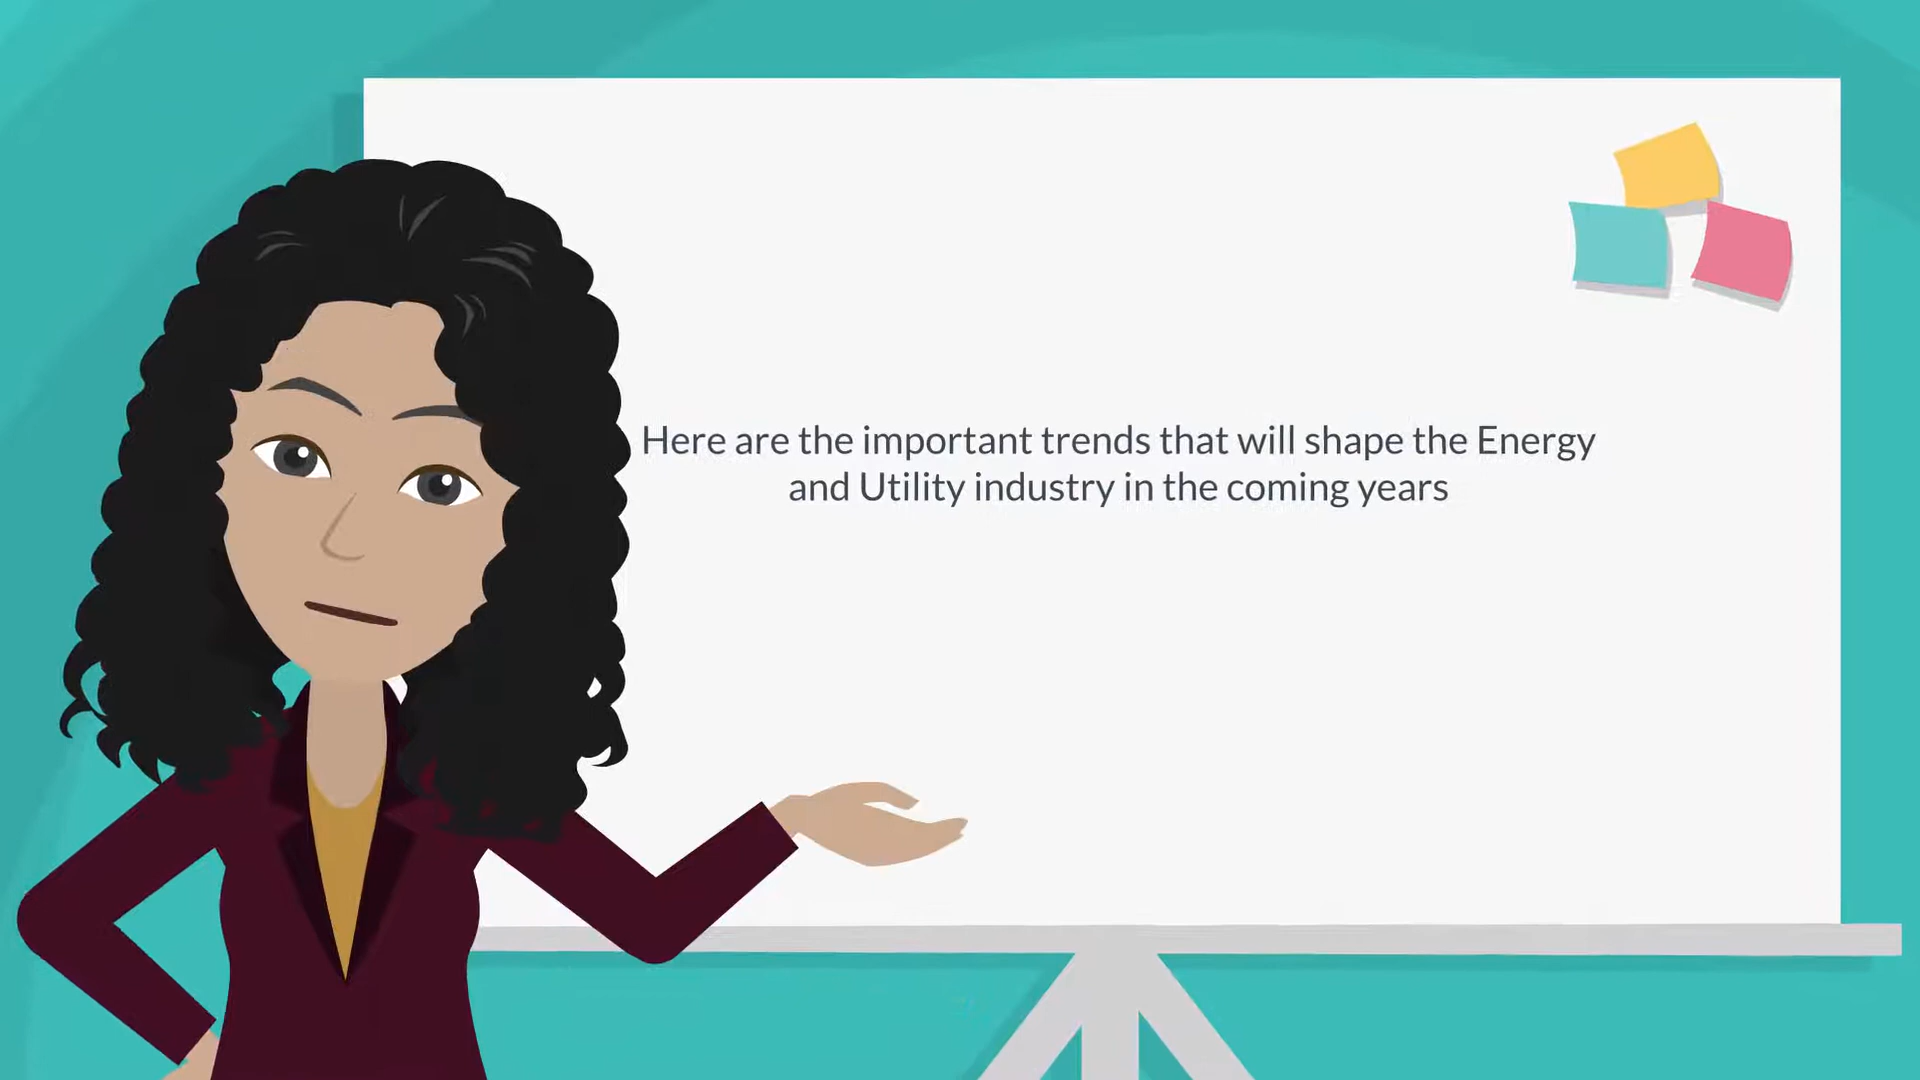 Here are the important trends that will shape the Energy
and Utility industry in the coming years